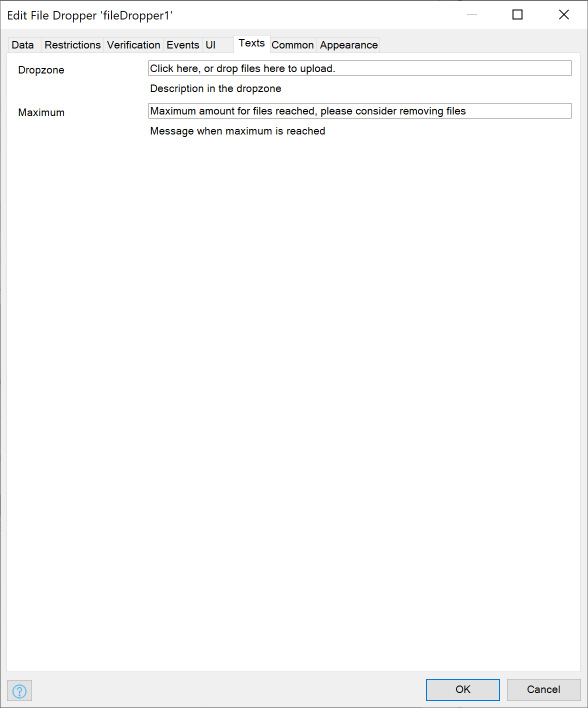 Edit File Dropper 'fileDropper1'
Data Restrictions Verification Events UI Texts Common Appearance
Dropzone Click here, or drop files here to upload.
Description in the dropzone
Maximum Maximum amount for files reached, please consider removing files
Message when maximum is reached
? OK Cancel